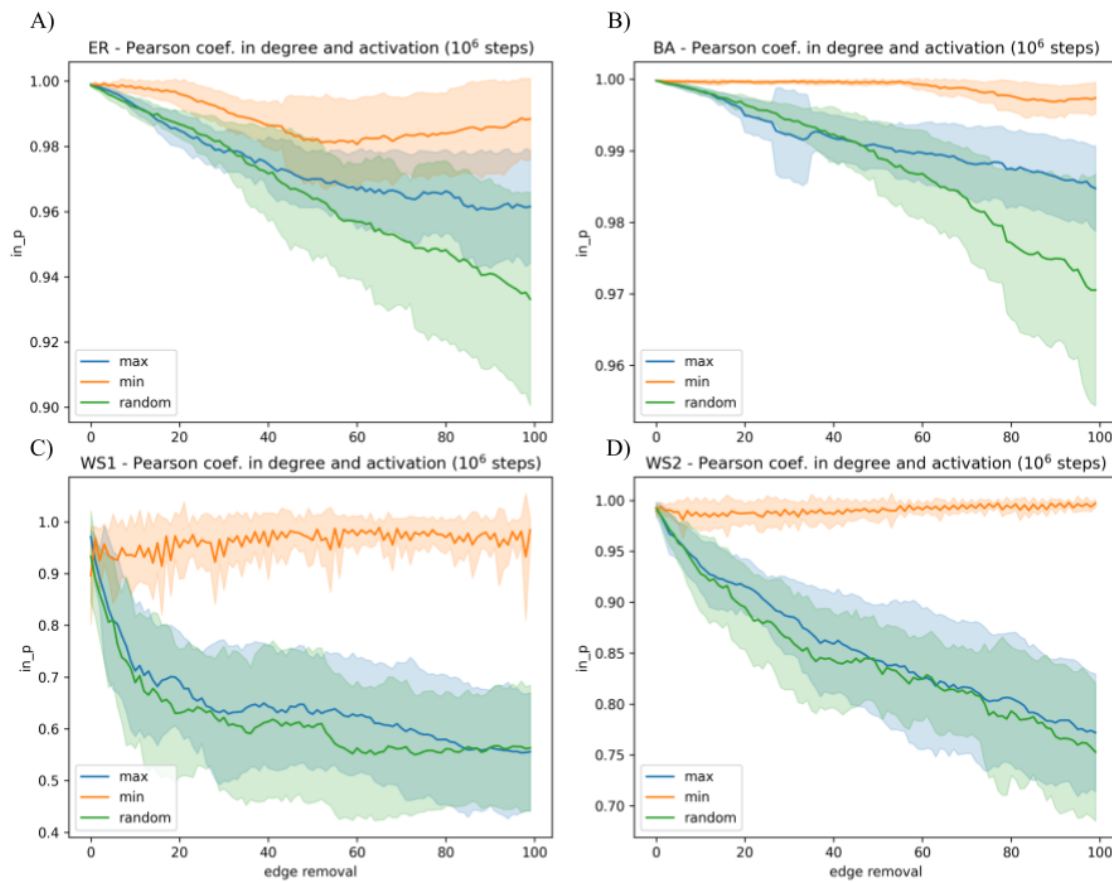 A)
ER - Pearson coef. in degree and activation (10⁶ steps)
in_p
1.00
0.98
0.96
0.94
0.92
0.90
max
min
random
0 20 40 60 80 100
B)
BA - Pearson coef. in degree and activation (10⁶ steps)
in_p
1.00
0.99
0.98
0.97
0.96
max
min
random
0 20 40 60 80 100
C)
WS1 - Pearson coef. in degree and activation (10⁶ steps)
in_p
1.0
0.9
0.8
0.7
0.6
0.5
0.4
max
min
random
0 20 40 60 80 100
edge removal
D)
WS2 - Pearson coef. in degree and activation (10⁶ steps)
in_p
1.00
0.95
0.90
0.85
0.80
0.75
0.70
max
min
random
0 20 40 60 80 100
edge removal